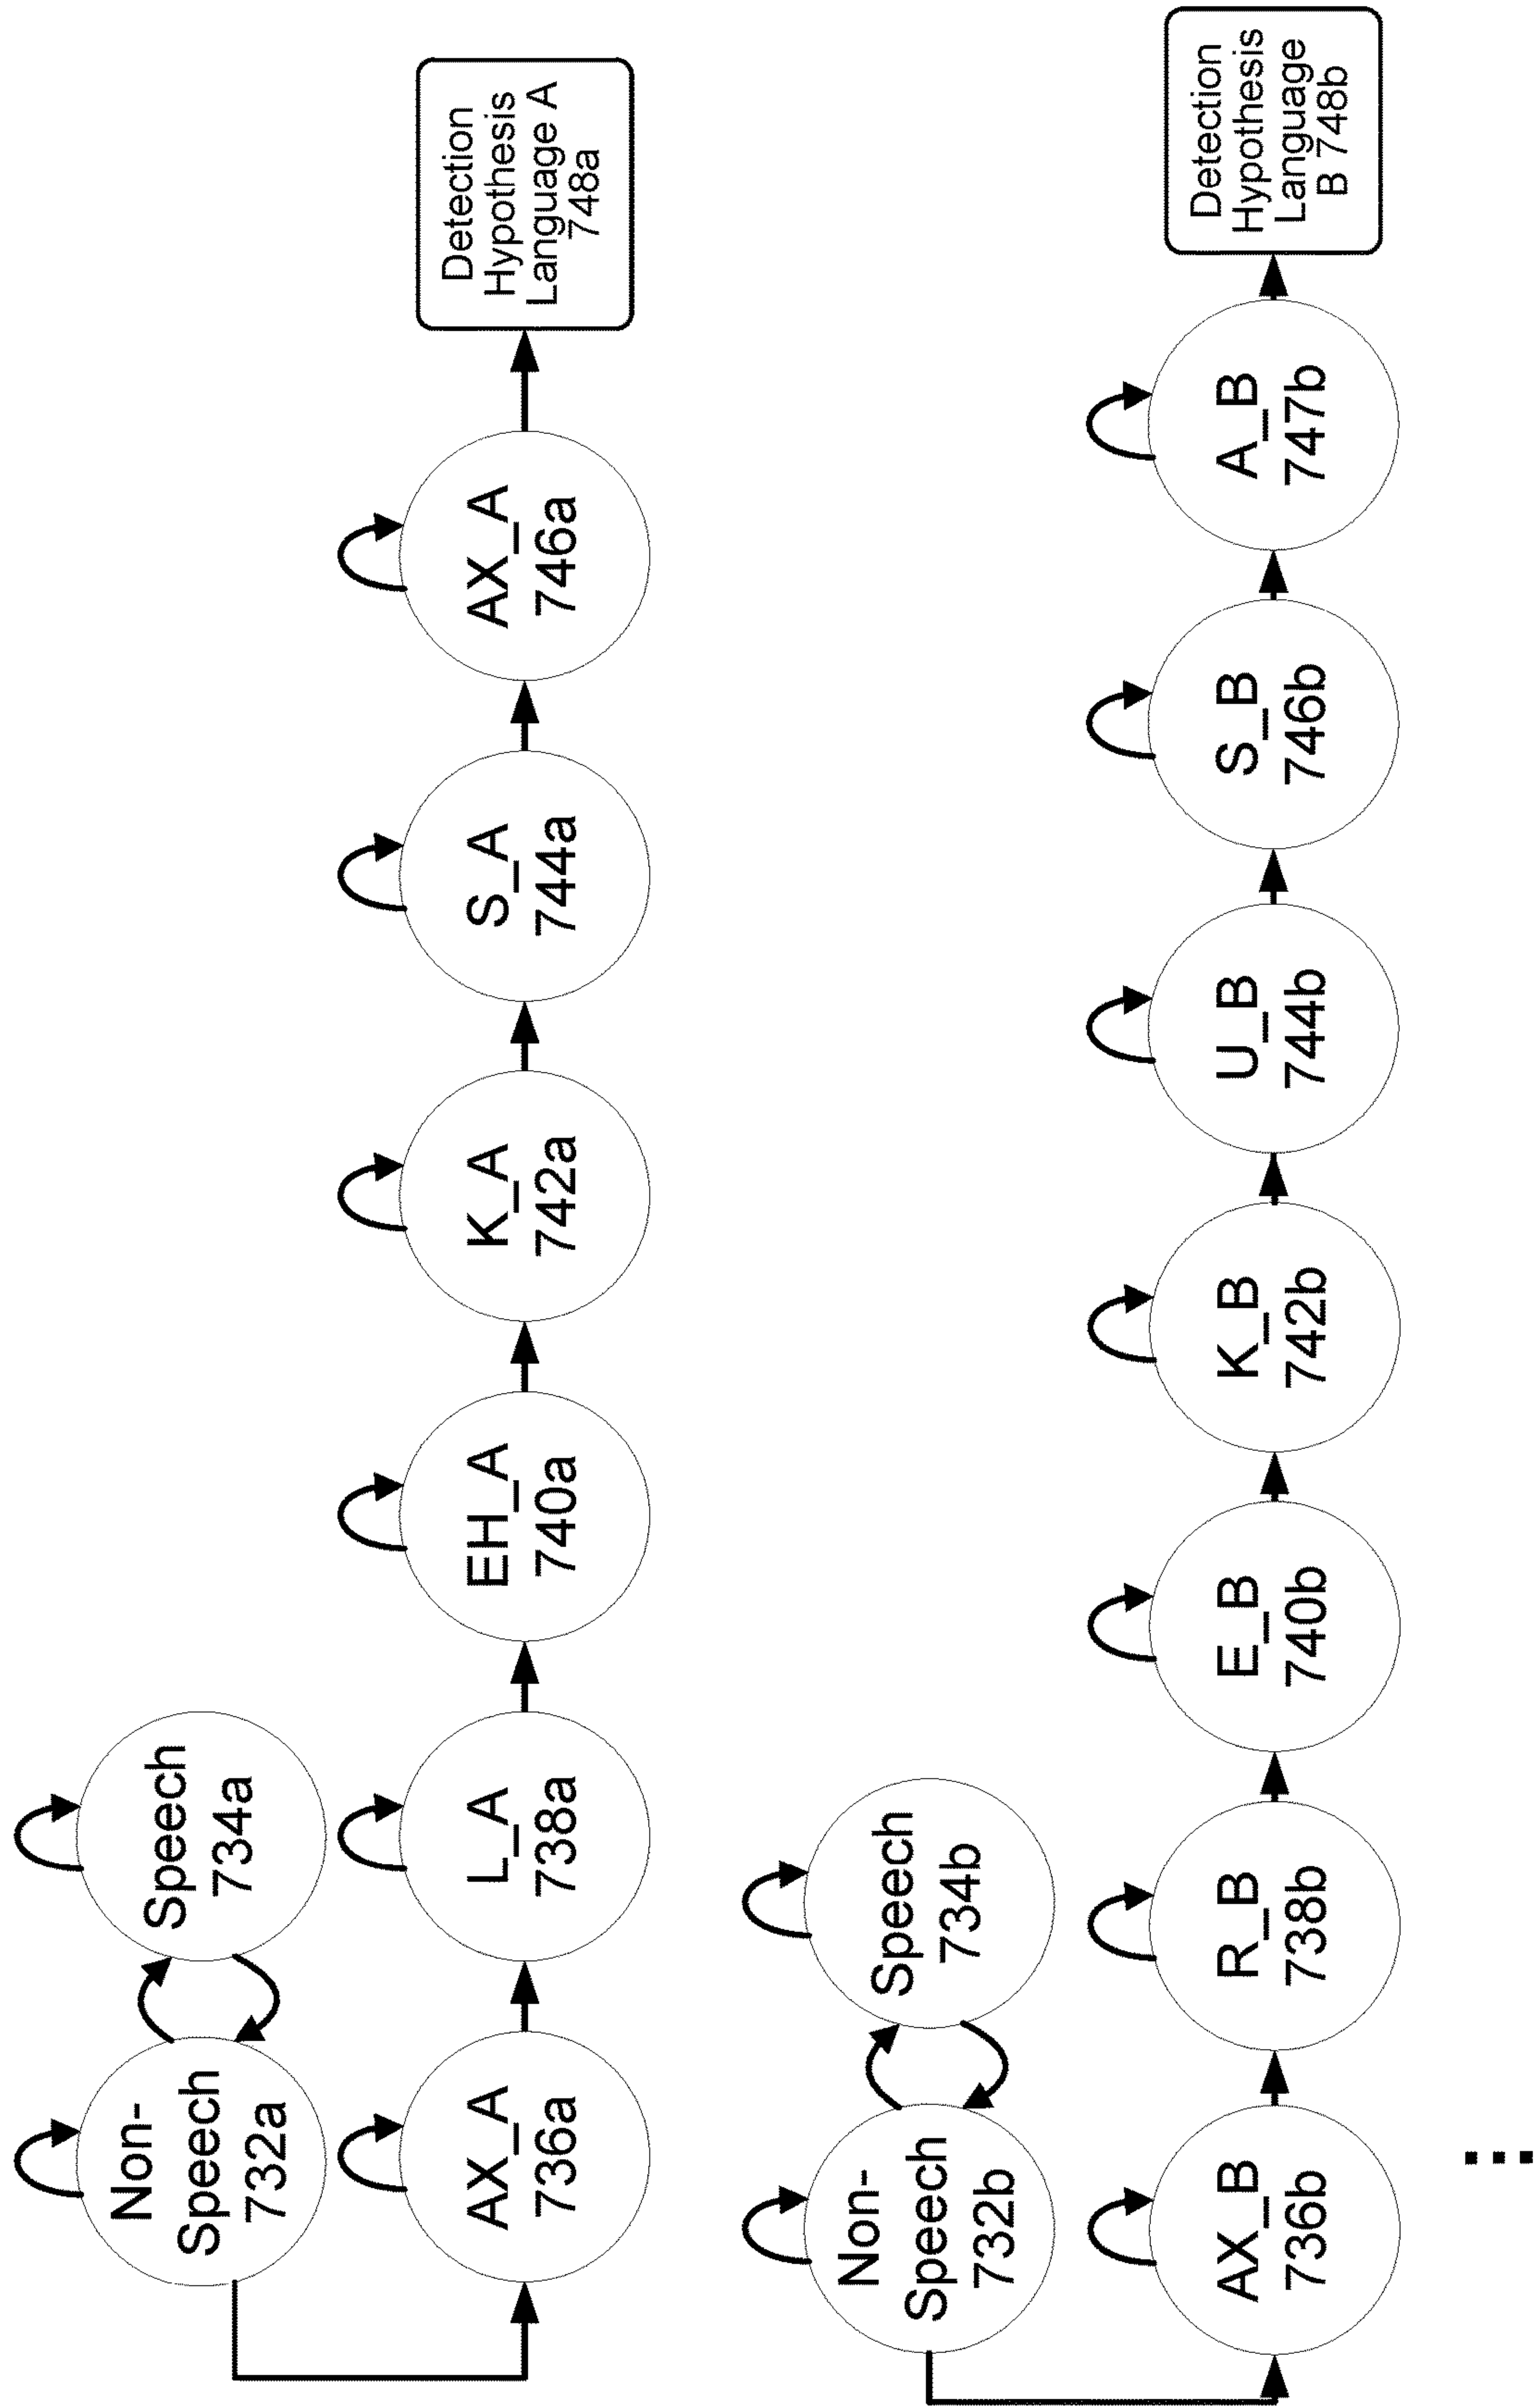 Non-
Speech
732a
Speech
734a
AX_A
736a
L_A
738a
EH_A
740a
K_A
742a
S_A
744a
AX_A
746a
Detection
Hypothesis
Language A
748a
Non-
Speech
732b
Speech
734b
AX_B
736b
R_B
738b
E_B
740b
K_B
742b
U_B
744b
S_B
746b
A_B
747b
Detection
Hypothesis
Language
B 748b